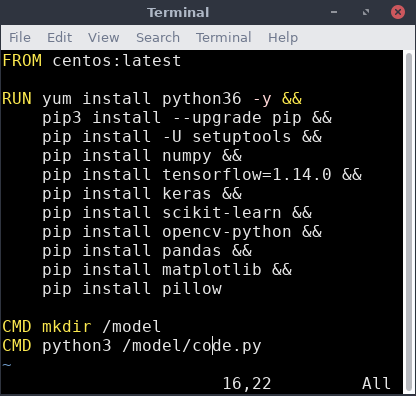 Terminal
File Edit View Search Terminal Help
FROM centos:latest
RUN yum install python36 -y &&
pip3 install --upgrade pip &&
pip install -U setuptools &&
pip install numpy &&
pip install tensorflow=1.14.0 &&
pip install keras &&
pip install scikit-learn &&
pip install opencv-python &&
pip install pandas &&
pip install matplotlib &&
pip install pillow
CMD mkdir /model
CMD python3 /model/code.py
~
16,22 All